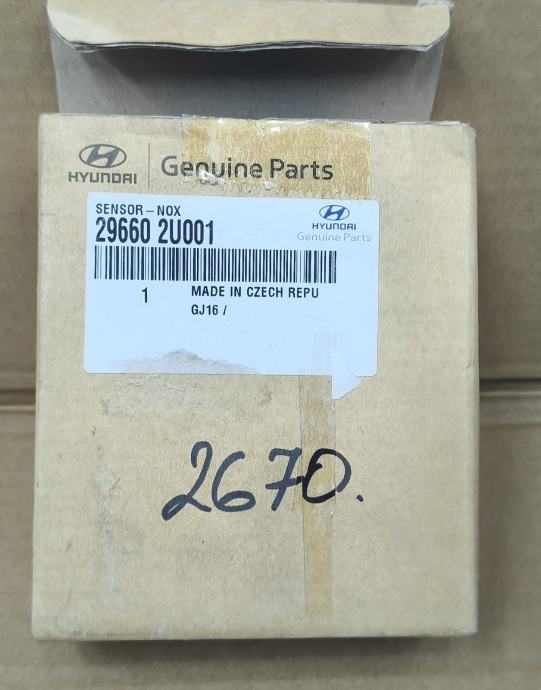 HYUNDAI
Genuine Parts
SENSOR-NOX
29660 2U001
HYUNDAI
Genuine Parts
1 MADE IN CZECH REPU
GJ16 /
2670.